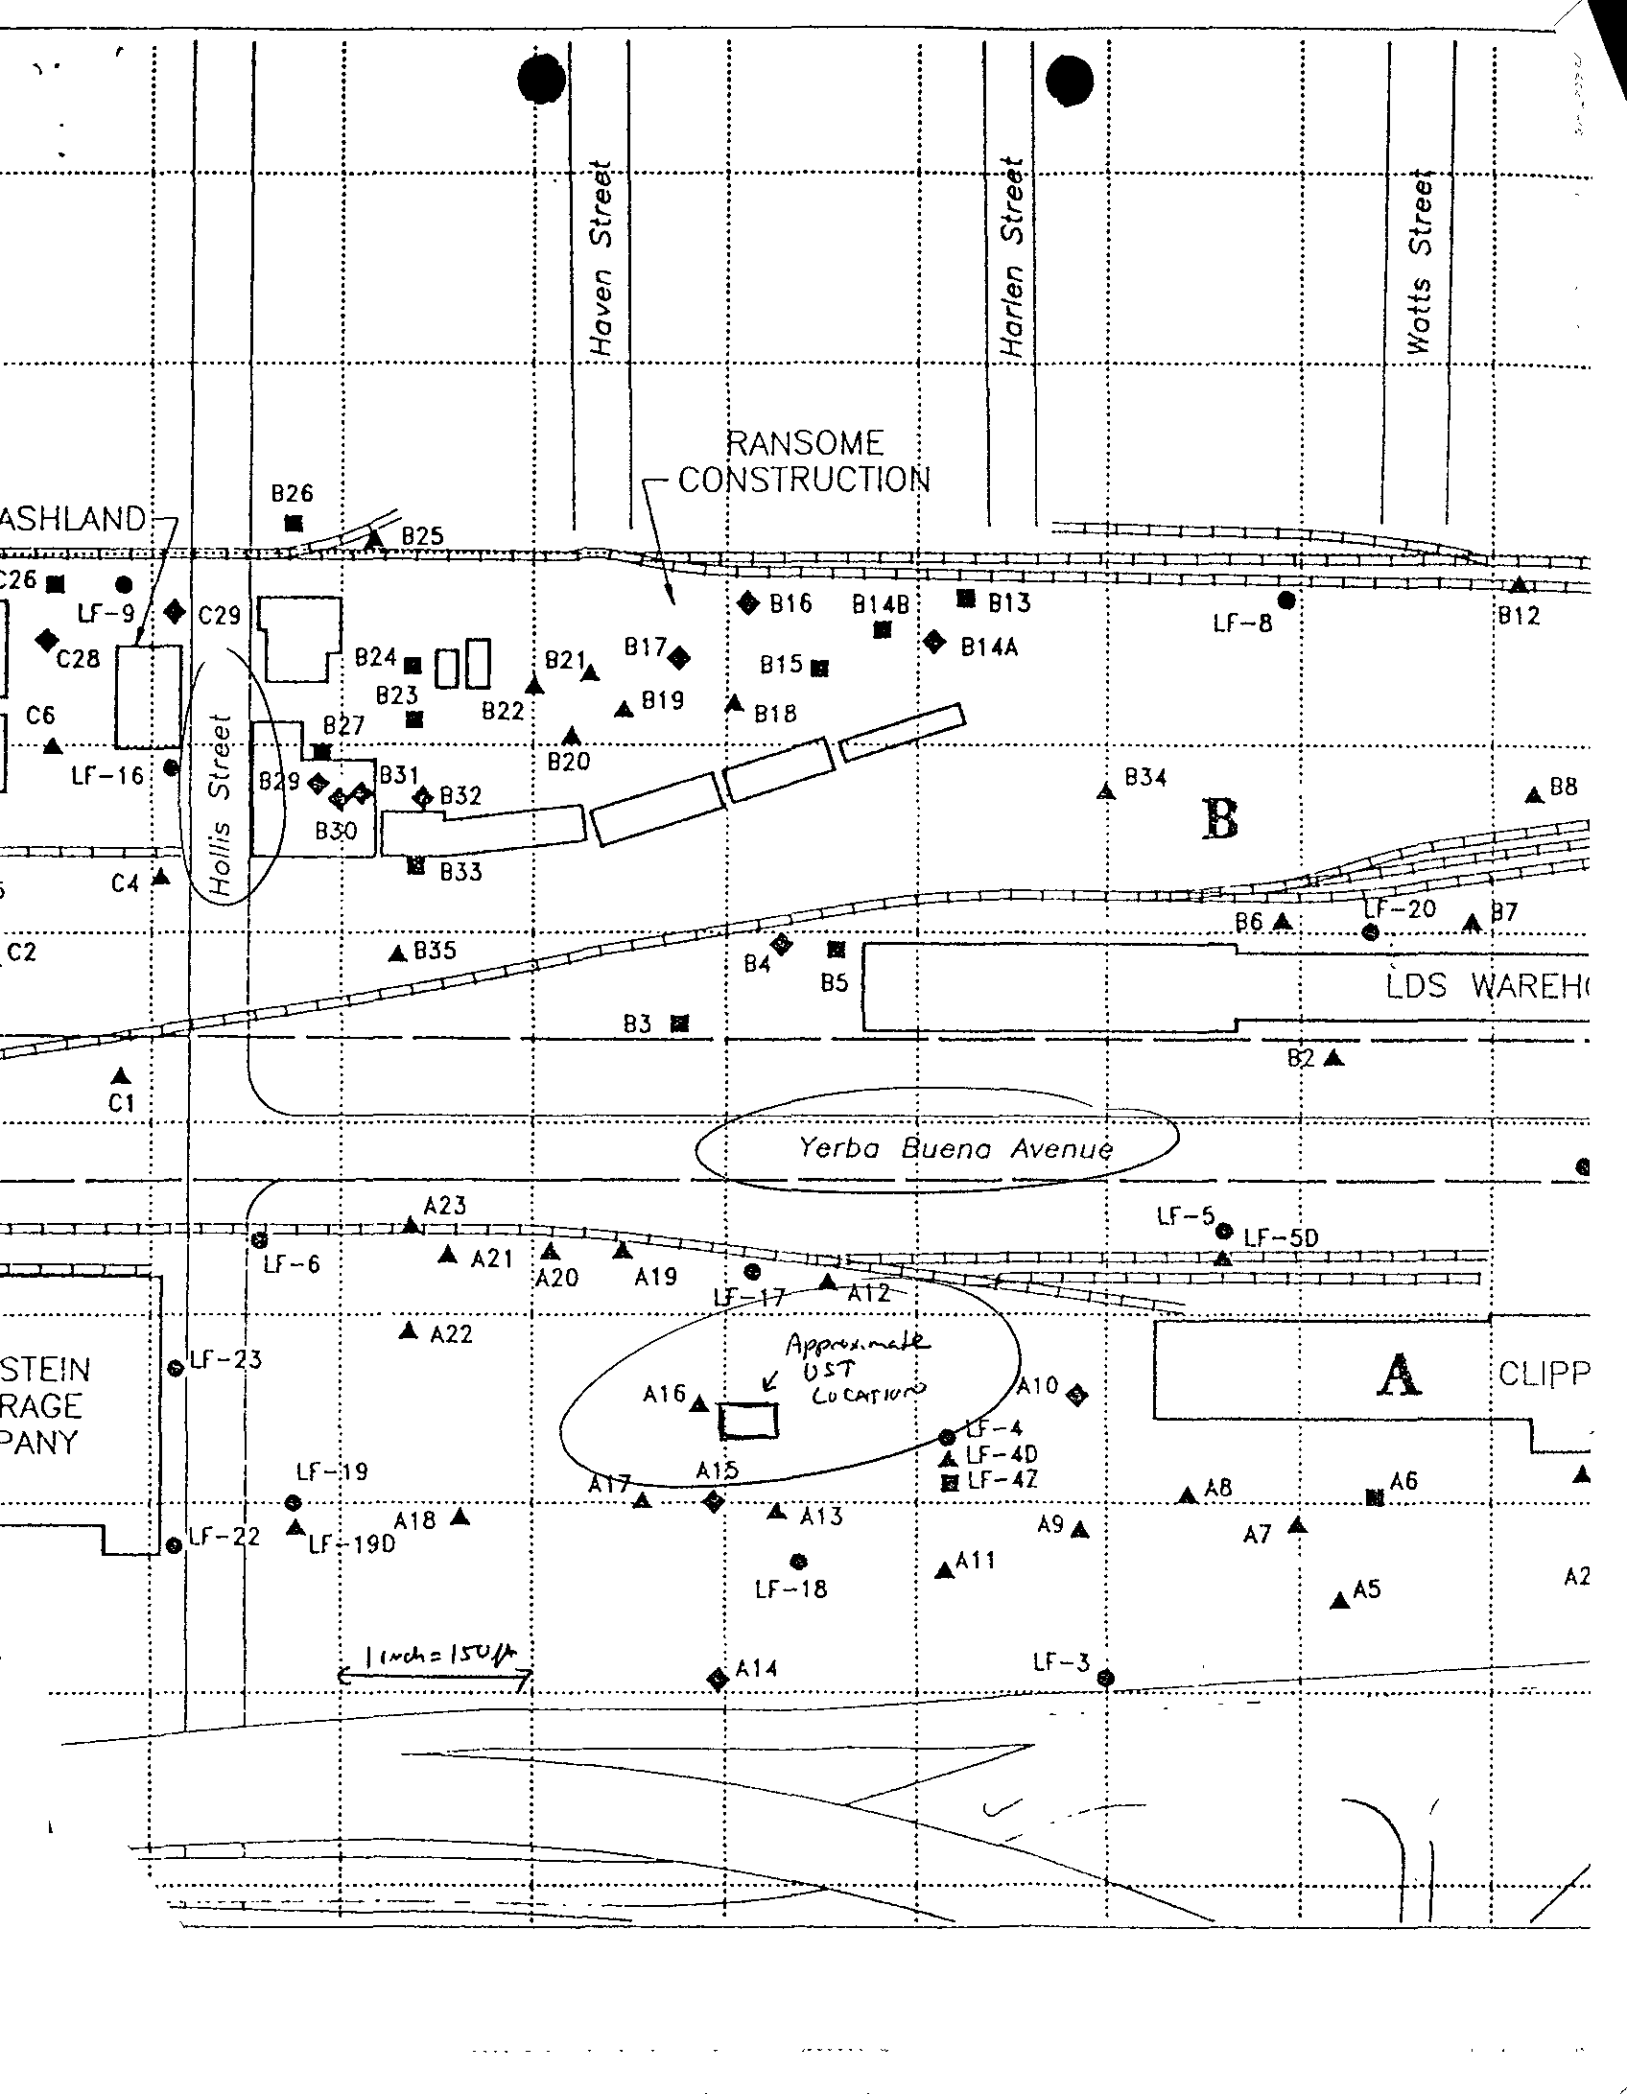 Haven Street
Harlen Street
Watts Street
RANSOME
CONSTRUCTION
B26
ASHLAND
B25
C26
LF-9
C29
B16
B14B
B13
LF-8
B12
C28
B24
B21
B17
B15
B14A
B23
B22
B19
B18
C6
B27
B20
LF-16
Hollis Street
B29
B31
B32
B34
B8
B
B30
C4
B33
C2
B35
B4
B5
B6
LF-20
B7
LDS WAREH
B3
B2
C1
Yerba Buena Avenue
A23
LF-5
LF-5D
LF-6
A21
A20
A19
LF-17
A12
A22
Approximate
UST
LOCATION
LF-23
STEIN
RAGE
PANY
A16
A10
A
CLIPP
LF-4
LF-4D
LF-4Z
LF-19
A17
A15
A8
A6
LF-22
LF-19D
A18
A13
A9
A7
LF-18
A11
A5
A2
1 inch = 150 ft
A14
LF-3